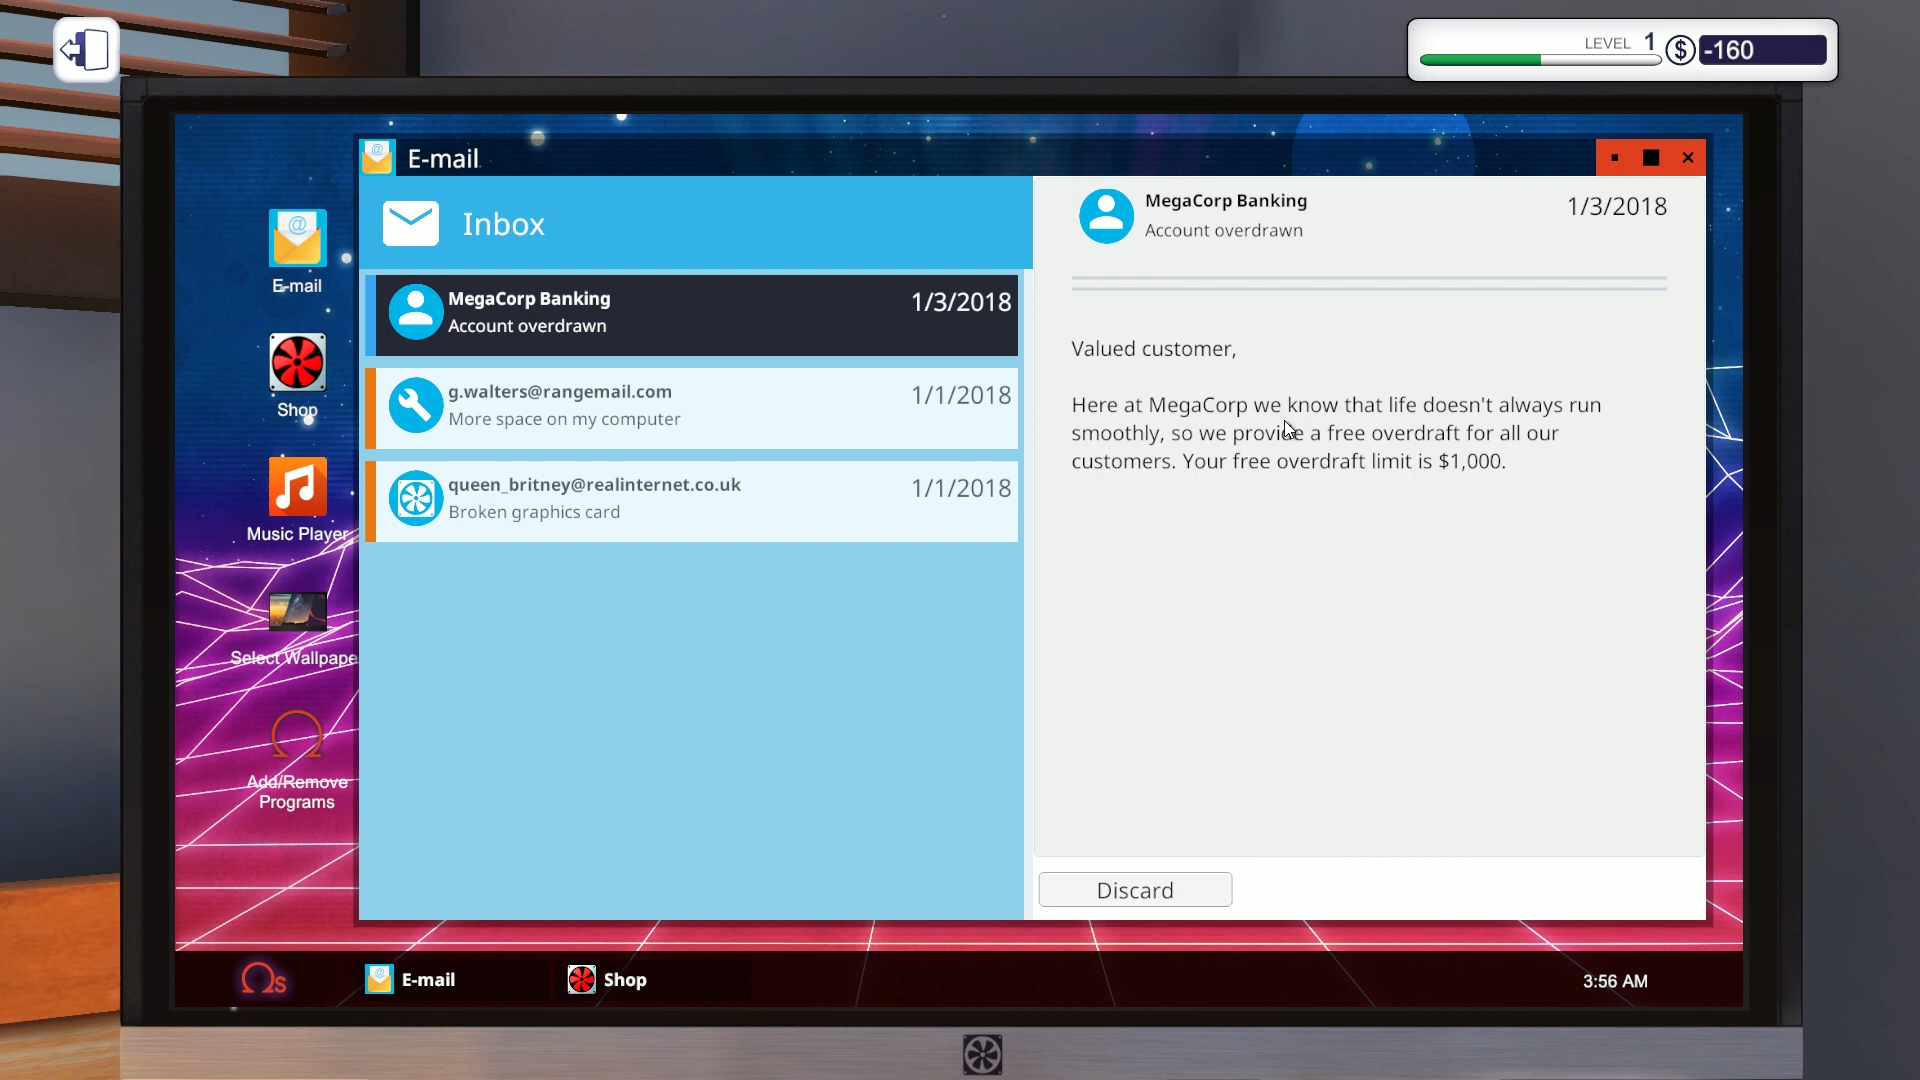 LEVEL 1
$ -160
E-mail
Inbox
MegaCorp Banking
Account overdrawn
1/3/2018
g.walters@rangemail.com
More space on my computer
1/1/2018
queen_britney@realinternet.co.uk
Broken graphics card
1/1/2018
MegaCorp Banking
Account overdrawn
1/3/2018
Valued customer,
Here at MegaCorp we know that life doesn't always run
smoothly, so we provide a free overdraft for all our
customers. Your free overdraft limit is $1,000.
Discard
E-mail
Shop
Music Player
Select Wallpape
Add/Remove
Programs
Ωs
E-mail
Shop
3:56 AM